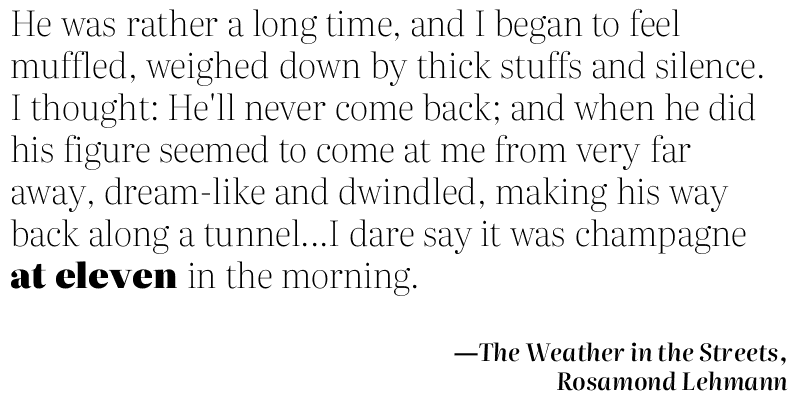 He was rather a long time, and I began to feel
muffled, weighed down by thick stuffs and silence.
I thought: He'll never come back; and when he did
his figure seemed to come at me from very far
away, dream-like and dwindled, making his way
back along a tunnel...I dare say it was champagne
at eleven in the morning.
—The Weather in the Streets,
Rosamond Lehmann